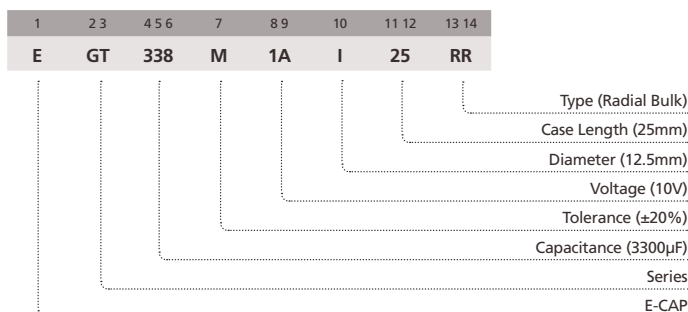 1 2 3 4 5 6 7 8 9 10 11 12 13 14
E GT 338 M 1A I 25 RR
Type (Radial Bulk)
Case Length (25mm)
Diameter (12.5mm)
Voltage (10V)
Tolerance (±20%)
Capacitance (3300µF)
Series
E-CAP